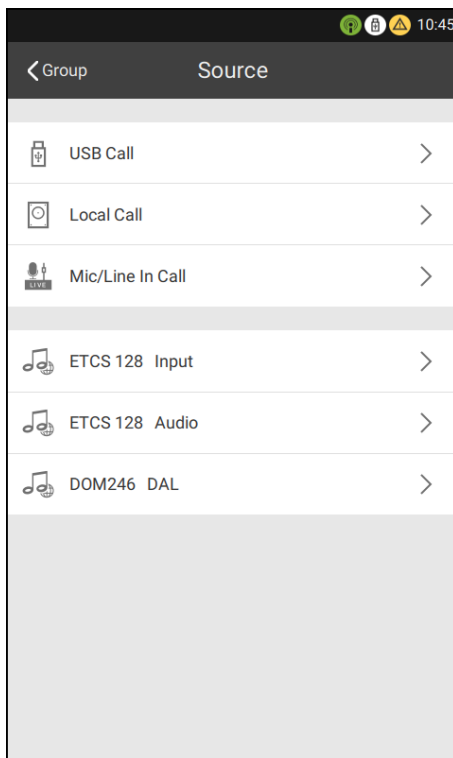 10:45
Group Source
USB Call
Local Call
LIVE Mic/Line In Call
ETCS 128 Input
ETCS 128 Audio
DOM246 DAL